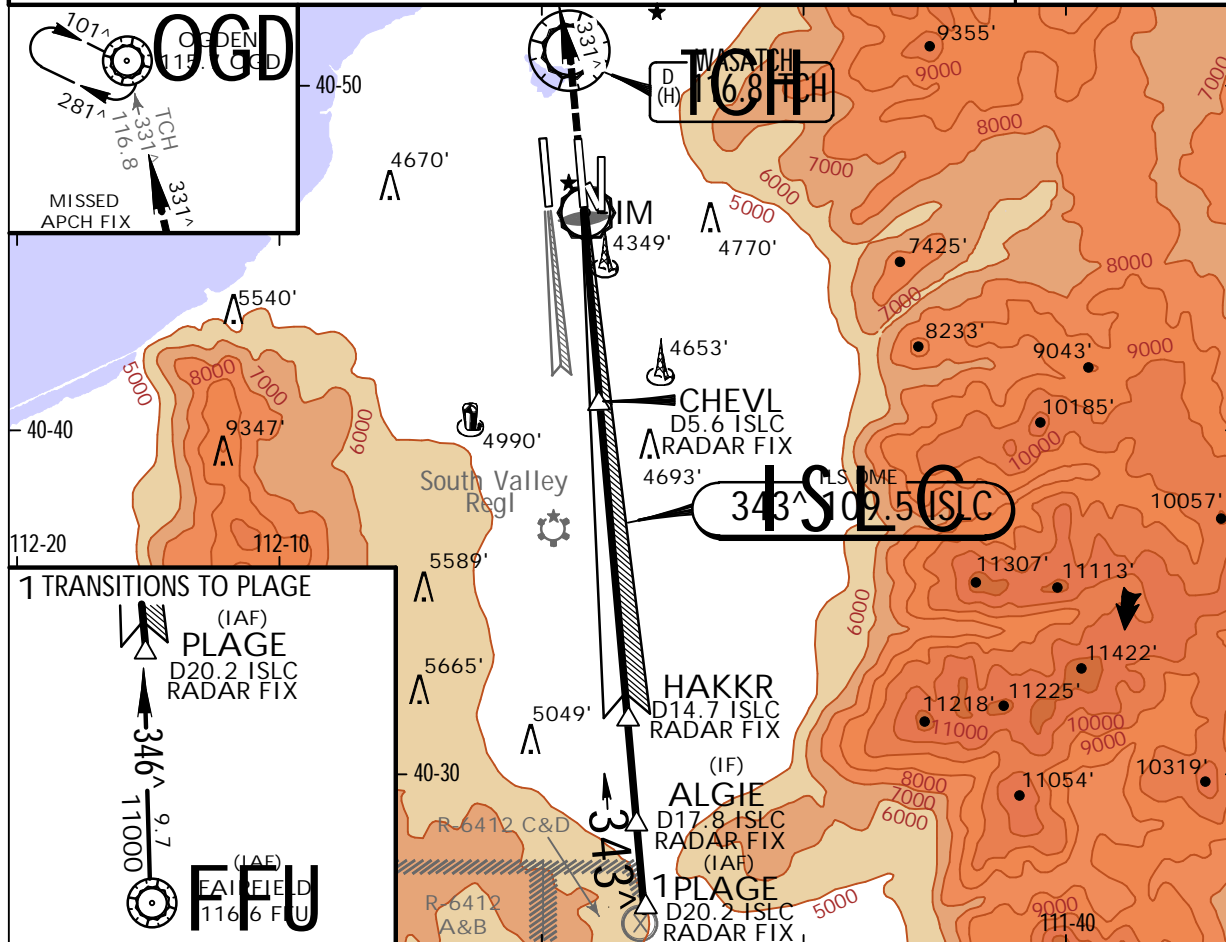 101^
OGDEN
OGD
115.7 OGD
281^
TCH
331^
116.8
331^
MISSED
APCH FIX
40-50
331^
WASATCH
TCH
D
(H)
116.8 TCH
9355'
9000
7000
8000
7000
6000
5000
4670'
IM
4349'
4770'
7425'
8000
7000
5540'
8233'
9043'
9000
5000
8000
7000
6000
4653'
CHEVL
D5.6 ISLC
RADAR FIX
10185'
10000
40-40
9347'
4990'
4693'
South Valley
Regl
ILS DME
ISLC
343^ 109.5 ISLC
10057'
112-20
112-10
5589'
11307'
11113'
6000
1 TRANSITIONS TO PLAGE
(IAF)
PLAGE
D20.2 ISLC
RADAR FIX
346^
9.7
11000
(IAF)
FAIRFIELD
FFU
116.6 FFU
5665'
5049'
HAKKR
D14.7 ISLC
RADAR FIX
11422'
11225'
11218'
11000
10000
9000
40-30
(IF)
ALGIE
D17.8 ISLC
RADAR FIX
8000
7000
6000
11054'
10319'
343^
R-6412 C&D
(IAF)
1 PLAGE
D20.2 ISLC
RADAR FIX
R-6412
A&B
5000
9000
111-40